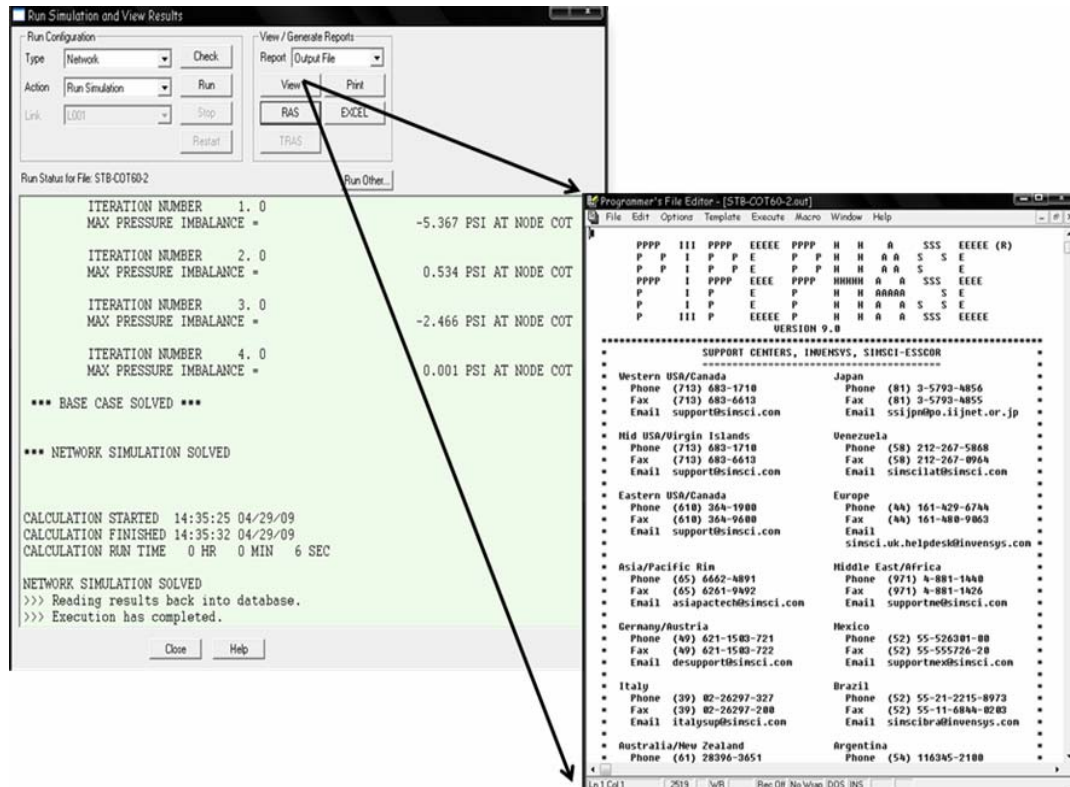 Run Simulation and View Results
Run Configuration
Type Network Check
Action Run Simulation Run
Link L001 Stop
Restart
View / Generate Reports
Report Output File
View Print
RAS EXCEL
TRAS
Run Status for File: STB-COT60-2
Run Other...
ITERATION NUMBER 1. 0
MAX PRESSURE IMBALANCE = -5.367 PSI AT NODE COT
ITERATION NUMBER 2. 0
MAX PRESSURE IMBALANCE = 0.534 PSI AT NODE COT
ITERATION NUMBER 3. 0
MAX PRESSURE IMBALANCE = -2.466 PSI AT NODE COT
ITERATION NUMBER 4. 0
MAX PRESSURE IMBALANCE = 0.001 PSI AT NODE COT
*** BASE CASE SOLVED ***
*** NETWORK SIMULATION SOLVED
CALCULATION STARTED 14:35:25 04/29/09
CALCULATION FINISHED 14:35:32 04/29/09
CALCULATION RUN TIME 0 HR 0 MIN 6 SEC
NETWORK SIMULATION SOLVED
>>> Reading results back into database.
>>> Execution has completed.
Close Help
Programmer's File Editor - [STB-COT60-2.out]
File Edit Options Template Execute Macro Window Help
PIPEPHASE (R)
VERSION 9.0
SUPPORT CENTERS, INVENSYS, SIMSCI-ESSCOR
Western USA/Canada Japan
Phone (713) 683-1710 Phone (81) 3-5793-4856
Fax (713) 683-6613 Fax (81) 3-5793-4855
Email support@simsci.com Email ssijpn@po.iijnet.or.jp
Mid USA/Virgin Islands Venezuela
Phone (713) 683-1710 Phone (58) 212-267-5868
Fax (713) 683-6613 Fax (58) 212-267-0964
Email support@simsci.com Email simscilat@simsci.com
Eastern USA/Canada Europe
Phone (610) 364-1900 Phone (44) 161-429-6744
Fax (610) 364-9600 Fax (44) 161-480-9063
Email support@simsci.com Email
simsci.uk.helpdesk@invensys.com
Asia/Pacific Rim Middle East/Africa
Phone (65) 6662-4891 Phone (971) 4-881-1440
Fax (65) 6261-9492 Fax (971) 4-881-1426
Email asiapactech@simsci.com Email supportme@simsci.com
Germany/Austria Mexico
Phone (49) 621-1503-721 Phone (52) 55-526301-00
Fax (49) 621-1503-722 Fax (52) 55-555726-20
Email desupport@simsci.com Email supportmex@simsci.com
Italy Brazil
Phone (39) 02-26297-327 Phone (52) 55-21-2215-8973
Fax (39) 02-26297-200 Fax (52) 55-11-6844-0203
Email italysup@simsci.com Email simscibra@invensys.com
Australia/New Zealand Argentina
Phone (61) 28396-3651 Phone (54) 116345-2100
Ln 1 Col 1 2519 WR Rec Off No Wrap DOS INS